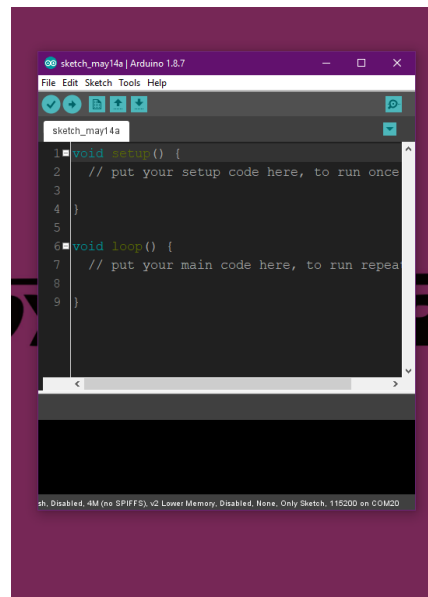 sketch_may14a | Arduino 1.8.7
File Edit Sketch Tools Help
sketch_may14a
1 void setup() {
2 // put your setup code here, to run once
3
4 }
5
6 void loop() {
7 // put your main code here, to run repea
8
9 }
sh, Disabled, 4M (no SPIFFS), v2 Lower Memory, Disabled, None, Only Sketch, 115200 on COM20